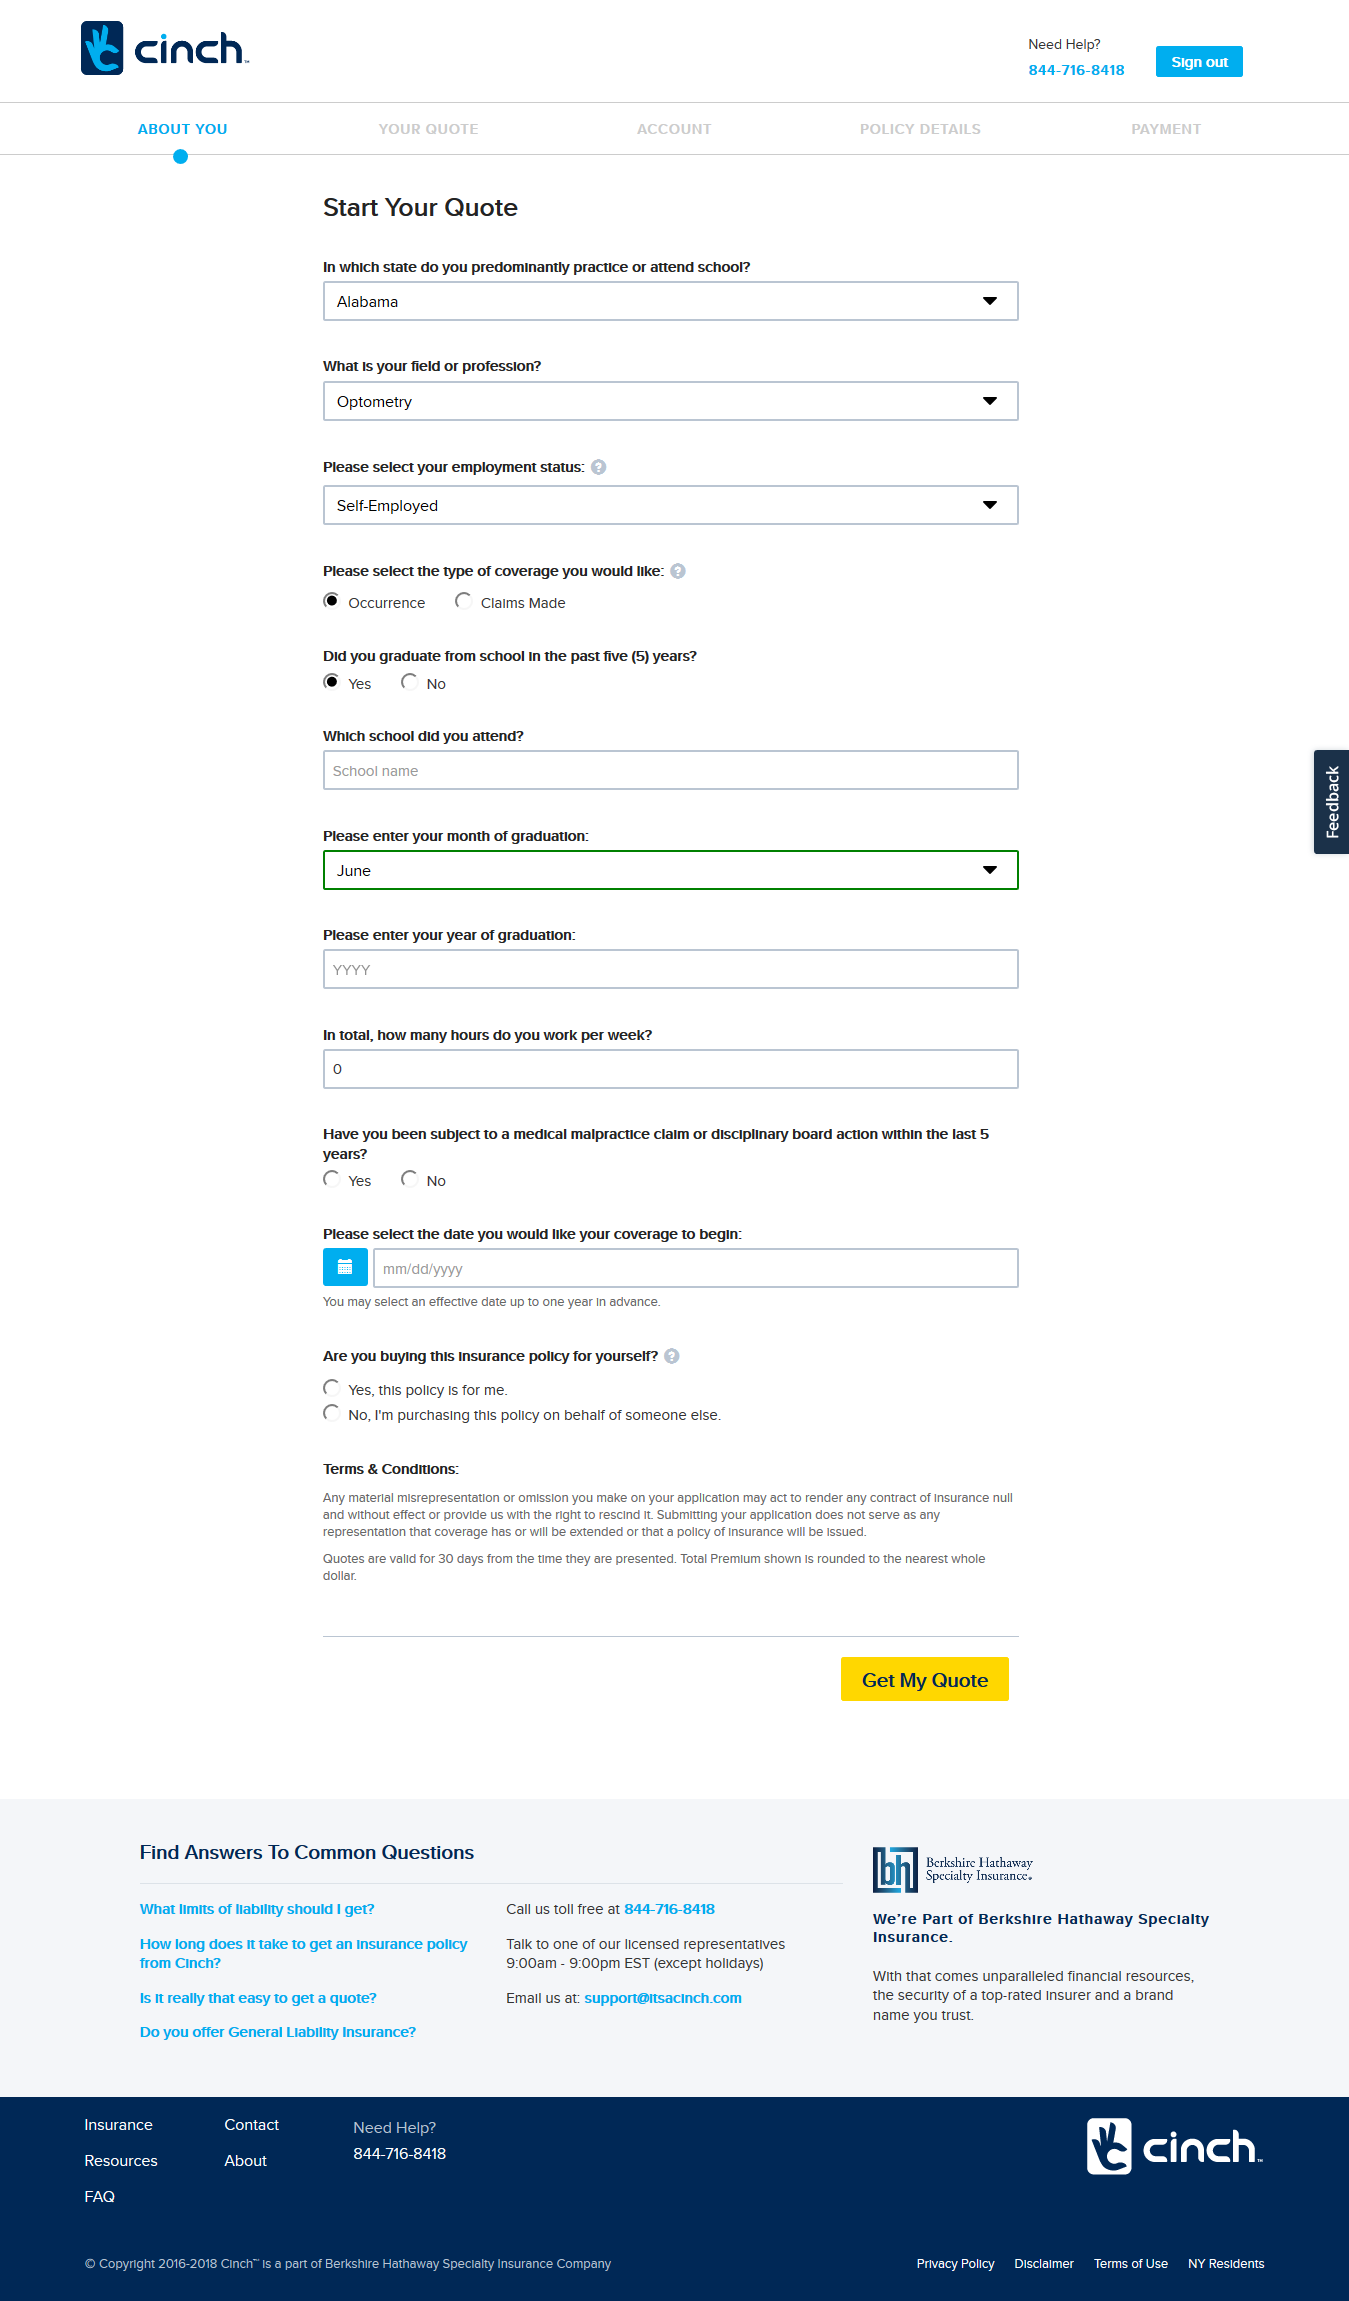 cinch™
Need Help?
844-716-8418
Sign out
ABOUT YOU
YOUR QUOTE
ACCOUNT
POLICY DETAILS
PAYMENT
Start Your Quote
In which state do you predominantly practice or attend school?
Alabama
What is your field or profession?
Optometry
Please select your employment status: ?
Self-Employed
Please select the type of coverage you would like: ?
Occurrence Claims Made
Did you graduate from school in the past five (5) years?
Yes No
Which school did you attend?
School name
Please enter your month of graduation:
June
Please enter your year of graduation:
YYYY
In total, how many hours do you work per week?
0
Have you been subject to a medical malpractice claim or disciplinary board action within the last 5
years?
Yes No
Please select the date you would like your coverage to begin:
mm/dd/yyyy
You may select an effective date up to one year in advance.
Are you buying this insurance policy for yourself? ?
Yes, this policy is for me.
No, I'm purchasing this policy on behalf of someone else.
Terms & Conditions:
Any material misrepresentation or omission you make on your application may act to render any contract of insurance null
and without effect or provide us with the right to rescind it. Submitting your application does not serve as any
representation that coverage has or will be extended or that a policy of insurance will be issued.
Quotes are valid for 30 days from the time they are presented. Total Premium shown is rounded to the nearest whole
dollar.
Get My Quote
Feedback
Find Answers To Common Questions
What limits of liability should I get?
How long does it take to get an insurance policy
from Cinch?
Is it really that easy to get a quote?
Do you offer General Liability Insurance?
Call us toll free at 844-716-8418
Talk to one of our licensed representatives
9:00am - 9:00pm EST (except holidays)
Email us at: support@itsacinch.com
bh
Berkshire Hathaway
Specialty Insurance.
We're Part of Berkshire Hathaway Specialty
Insurance.
With that comes unparalleled financial resources,
the security of a top-rated insurer and a brand
name you trust.
Insurance
Resources
FAQ
Contact
About
Need Help?
844-716-8418
cinch™
© Copyright 2016-2018 Cinch™ is a part of Berkshire Hathaway Specialty Insurance Company
Privacy Policy Disclaimer Terms of Use NY Residents